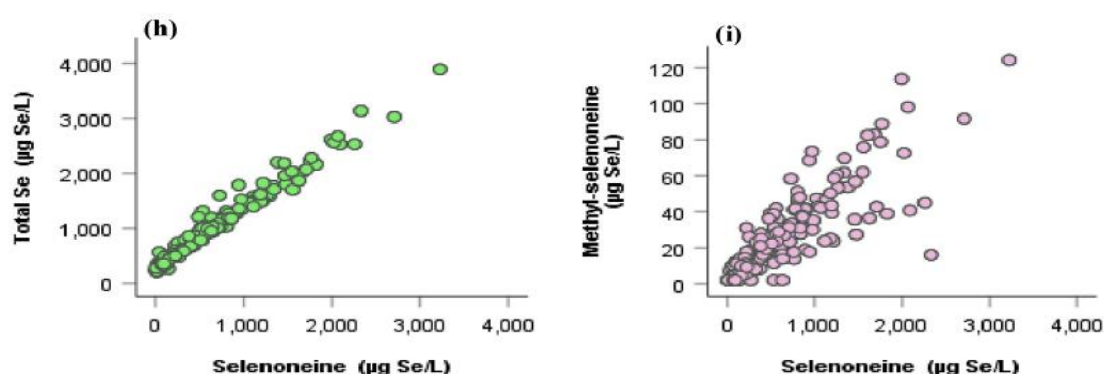 (h)
Total Se (µg Se/L)
4,000
3,000
2,000
1,000
0
0 1,000 2,000 3,000 4,000
Selenoneine (µg Se/L)
(i)
Methyl-selenoneine
(µg Se/L)
120
100
80
60
40
20
0
0 1,000 2,000 3,000 4,000
Selenoneine (µg Se/L)